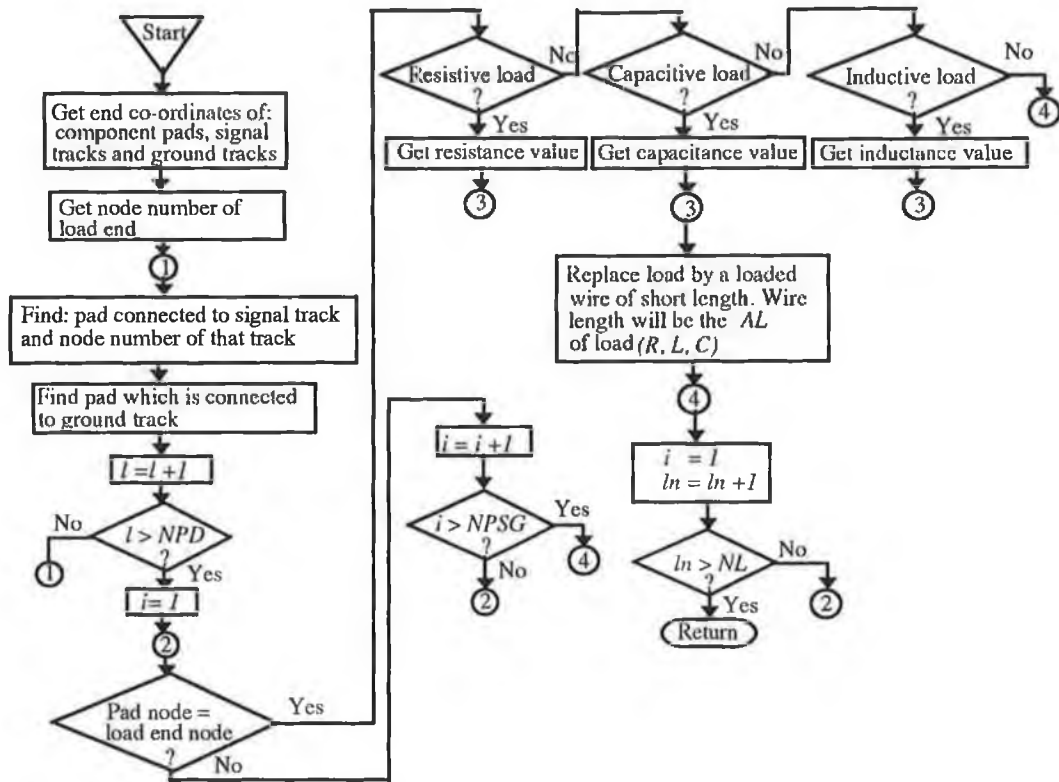 Start
Get end co-ordinates of:
component pads, signal
tracks and ground tracks
Get node number of
load end
1
Find: pad connected to signal track
and node number of that track
Find pad which is connected
to ground track
l=l+1
l > NPD
?
No
1
Yes
i= 1
2
Pad node =
load end node
?
Yes
No
Resistive load
?
No
Yes
Get resistance value
3
Capacitive load
?
No
Yes
Get capacitance value
3
Inductive load
?
No
4
Yes
Get inductance value
3
Replace load by a loaded
wire of short length. Wire
length will be the AL
of load (R, L, C)
4
i = 1
ln = ln +1
ln > NL
?
No
2
Yes
Return
i = i +1
i > NPSG
?
Yes
4
No
2